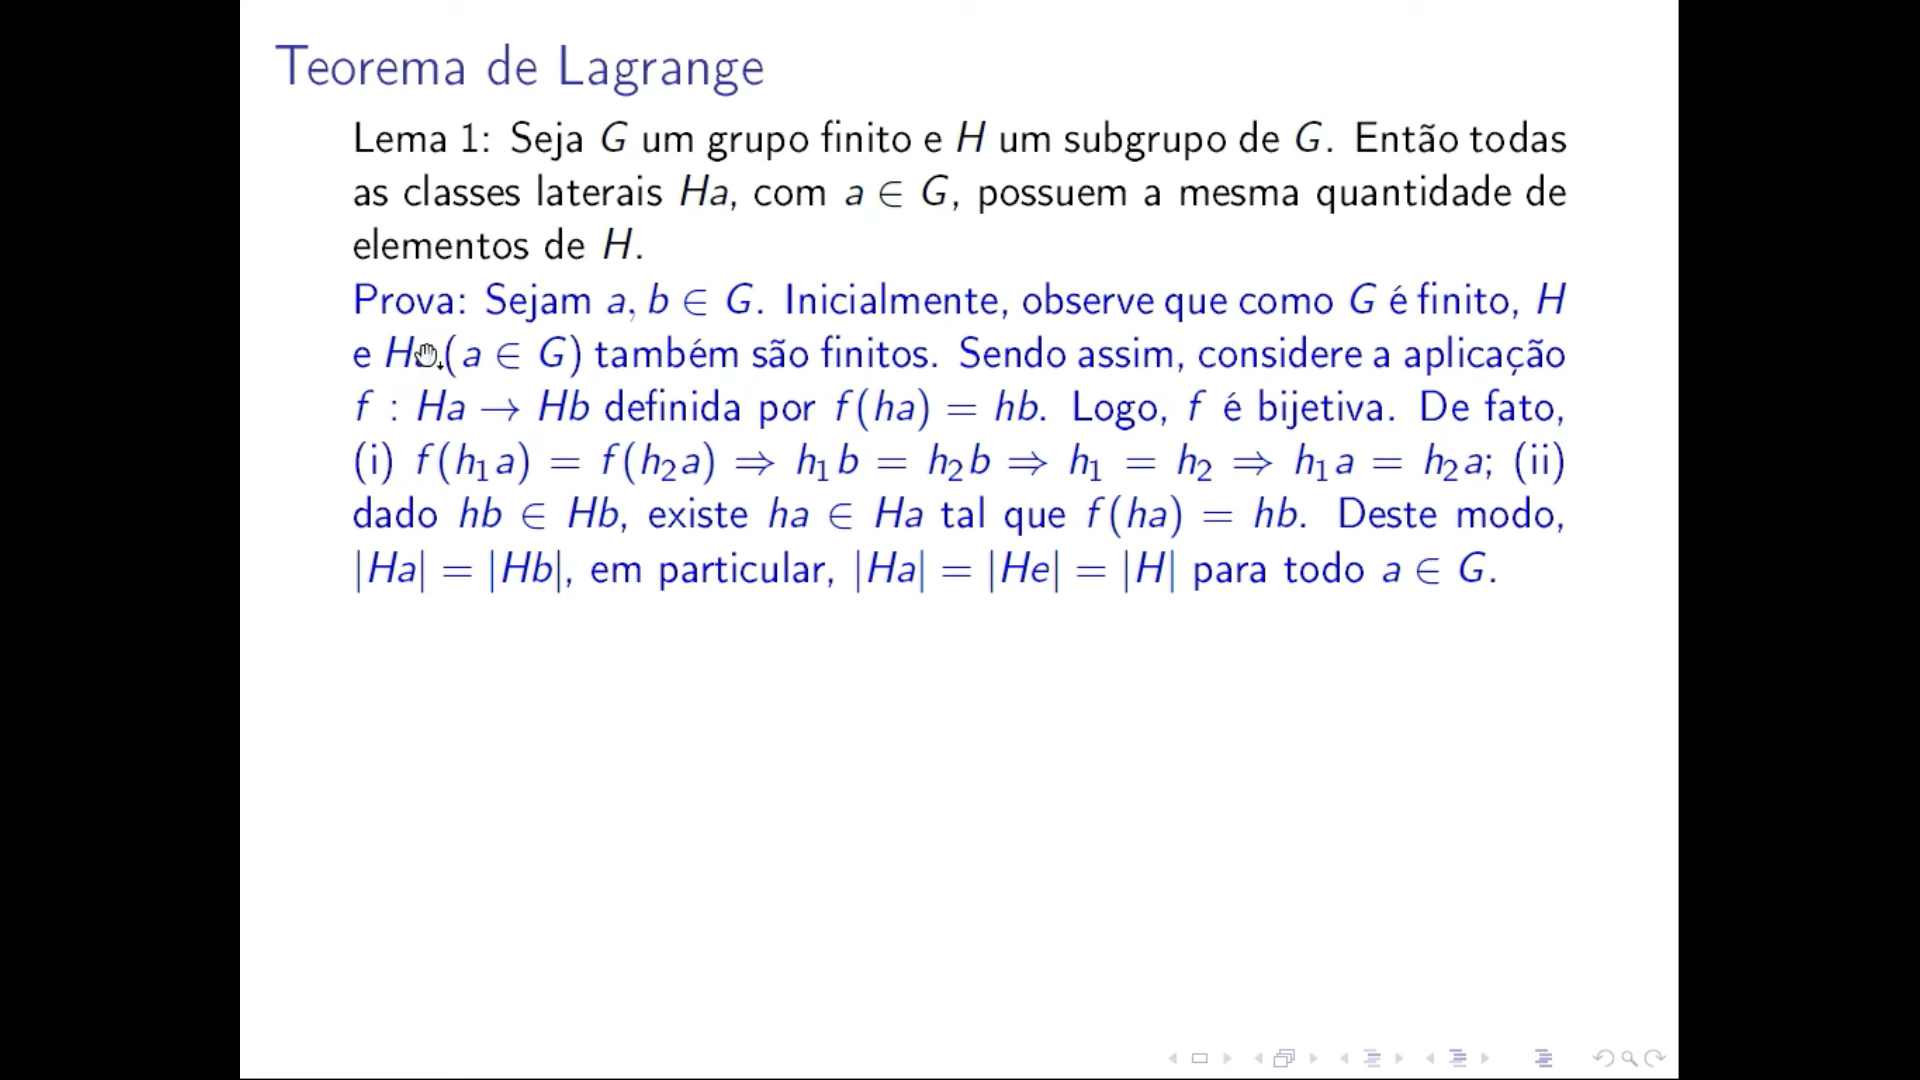 Teorema de Lagrange
Lema 1: Seja G um grupo finito e H um subgrupo de G. Então todas
as classes laterais Ha, com a ∈ G, possuem a mesma quantidade de
elementos de H.
Prova: Sejam a, b ∈ G. Inicialmente, observe que como G é finito, H
e H (a ∈ G) também são finitos. Sendo assim, considere a aplicação
f : Ha → Hb definida por f(ha) = hb. Logo, f é bijetiva. De fato,
(i) f(h₁a) = f(h₂a) ⇒ h₁b = h₂b ⇒ h₁ = h₂ ⇒ h₁a = h₂a; (ii)
dado hb ∈ Hb, existe ha ∈ Ha tal que f(ha) = hb. Deste modo,
|Ha| = |Hb|, em particular, |Ha| = |He| = |H| para todo a ∈ G.